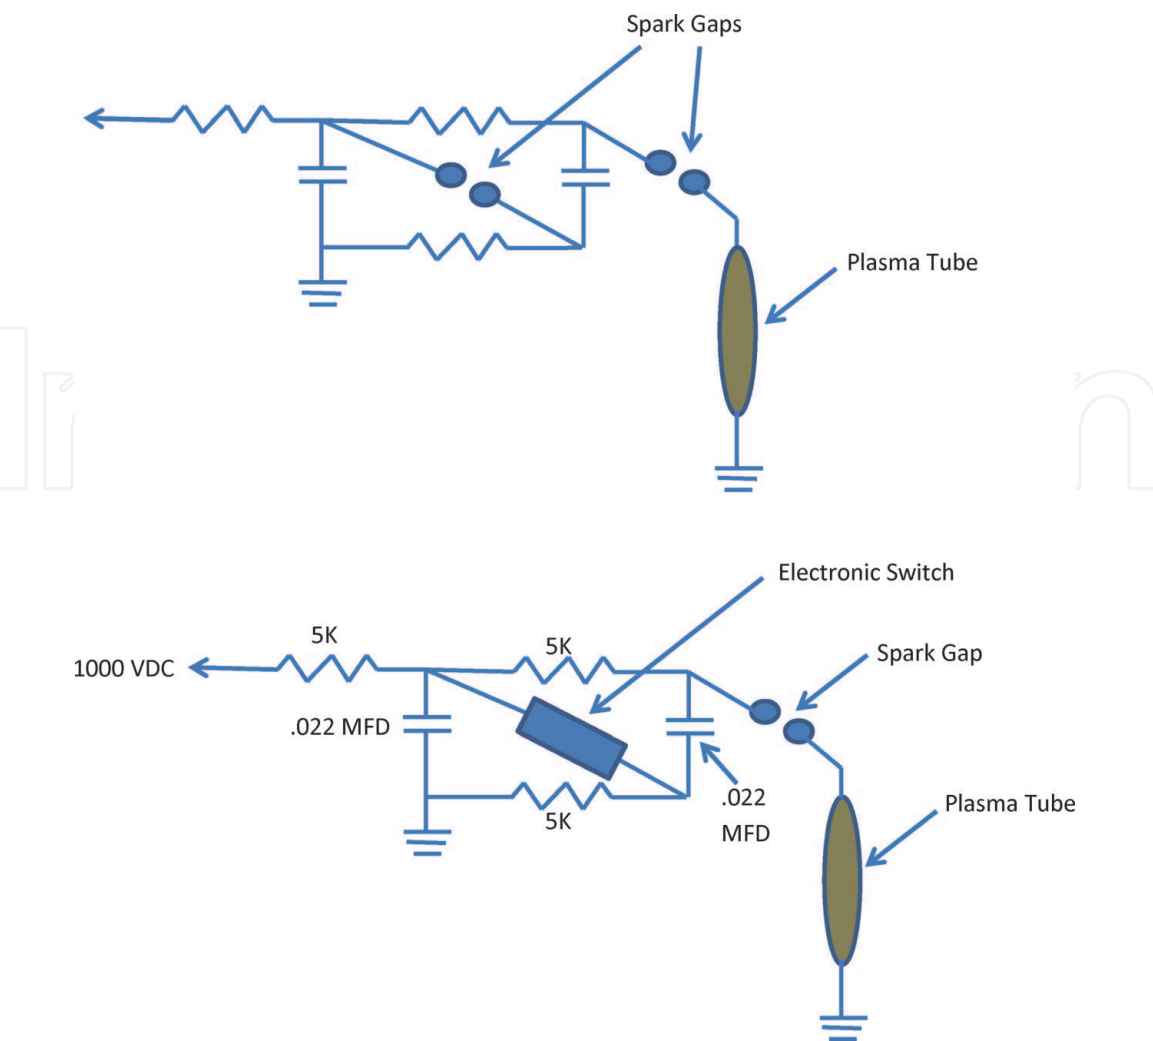 Spark Gaps
Plasma Tube
Electronic Switch
5K
5K
Spark Gap
1000 VDC
.022 MFD
.022
MFD
5K
Plasma Tube